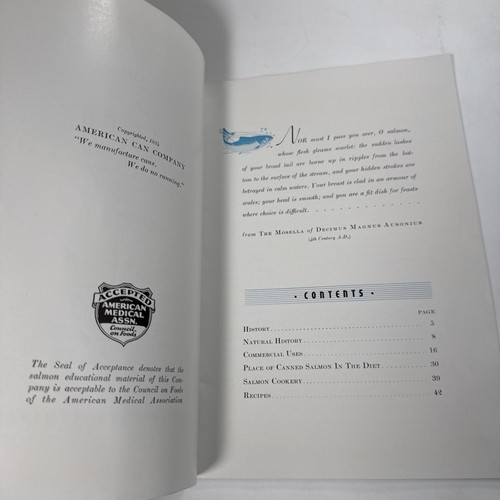 Copyrighted, 1934
AMERICAN CAN COMPANY
"We manufacture cans.
We do no canning."
ACCEPTED
AMERICAN
MEDICAL
ASSN.
Council
on Foods
The Seal of Acceptance denotes that the
salmon educational material of this Com-
pany is acceptable to the Council on Foods
of the American Medical Association
NOR must I pass you over, O salmon,
whose flesh gleams scarlet: the sudden lashes
of your broad tail are borne up in ripples from the bot-
tom to the surface of the stream, and your hidden strokes are
betrayed in calm waters. Your breast is clad in an armour of
scales; your head is smooth; and you are a fit dish for feasts
where choice is difficult. . . . . . . . . . . . . .
from THE MOSELLA of DECIMUS MAGNUS AUSONIUS
(4th Century A.D.)
· CONTENTS ·
PAGE
HISTORY 5
NATURAL HISTORY 8
COMMERCIAL USES 16
PLACE OF CANNED SALMON IN THE DIET 30
SALMON COOKERY 39
RECIPES 42